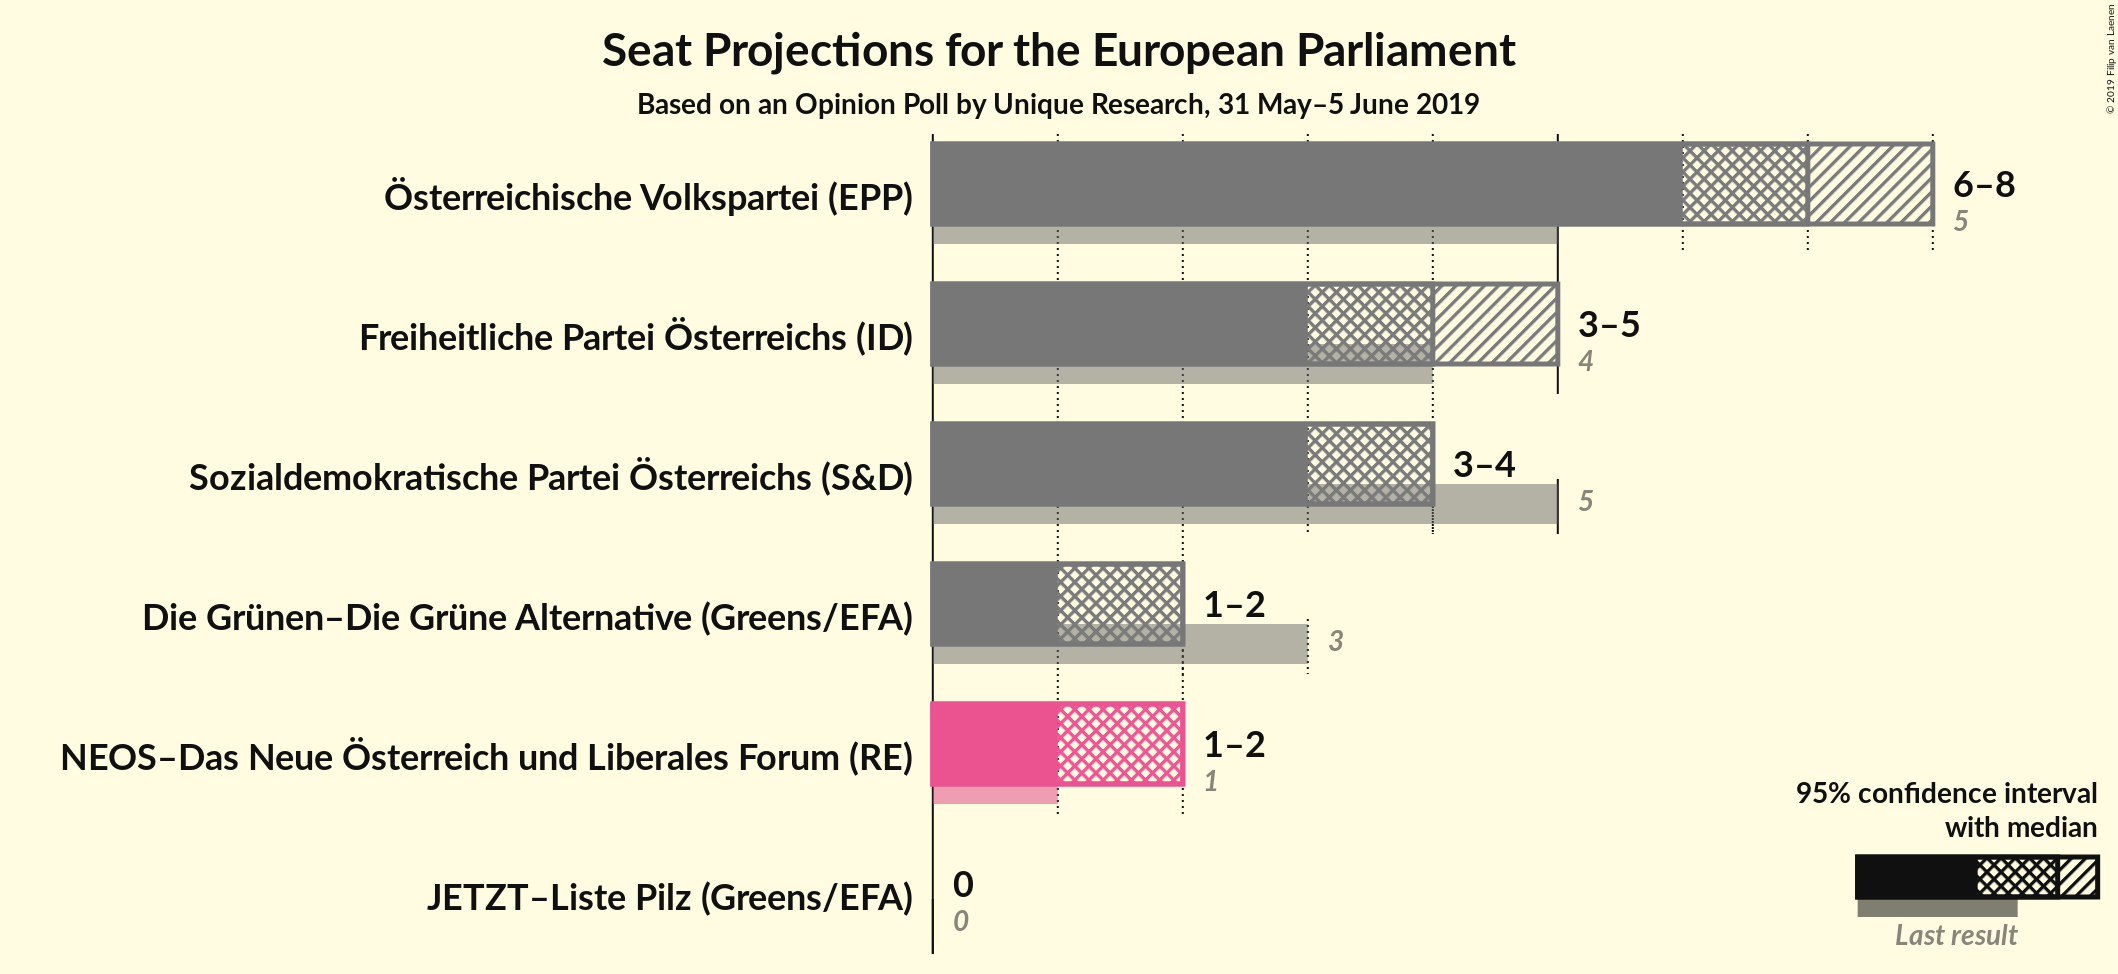 Seat Projections for the European Parliament
Based on an Opinion Poll by Unique Research, 31 May–5 June 2019
© 2019 Filip van Laenen
Österreichische Volkspartei (EPP)
6–8
5
Freiheitliche Partei Österreichs (ID)
3–5
4
Sozialdemokratische Partei Österreichs (S&D)
3–4
5
Die Grünen–Die Grüne Alternative (Greens/EFA)
1–2
3
NEOS–Das Neue Österreich und Liberales Forum (RE)
1–2
1
JETZT–Liste Pilz (Greens/EFA)
0
0
95% confidence interval
with median
Last result